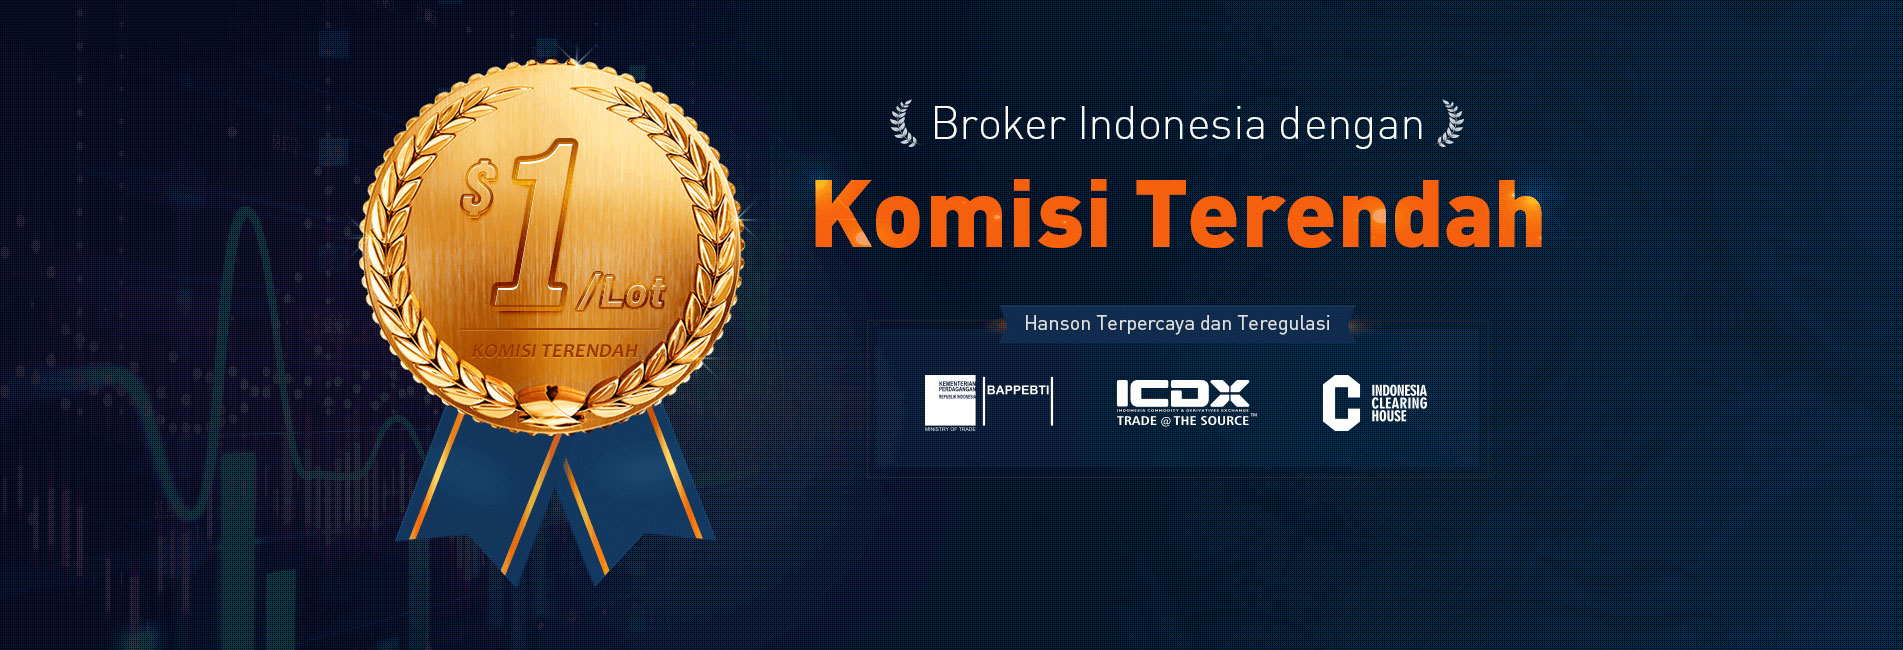 $1/Lot
KOMISI TERENDAH
Broker Indonesia dengan
Komisi Terendah
Hanson Terpercaya dan Teregulasi
KEMENTERIAN
PERDAGANGAN
REPUBLIK INDONESIA
MINISTRY OF TRADE
BAPPEBTI
ICDX
INDONESIA COMMODITY & DERIVATIVES EXCHANGE
TRADE @ THE SOURCE™
INDONESIA
CLEARING
HOUSE